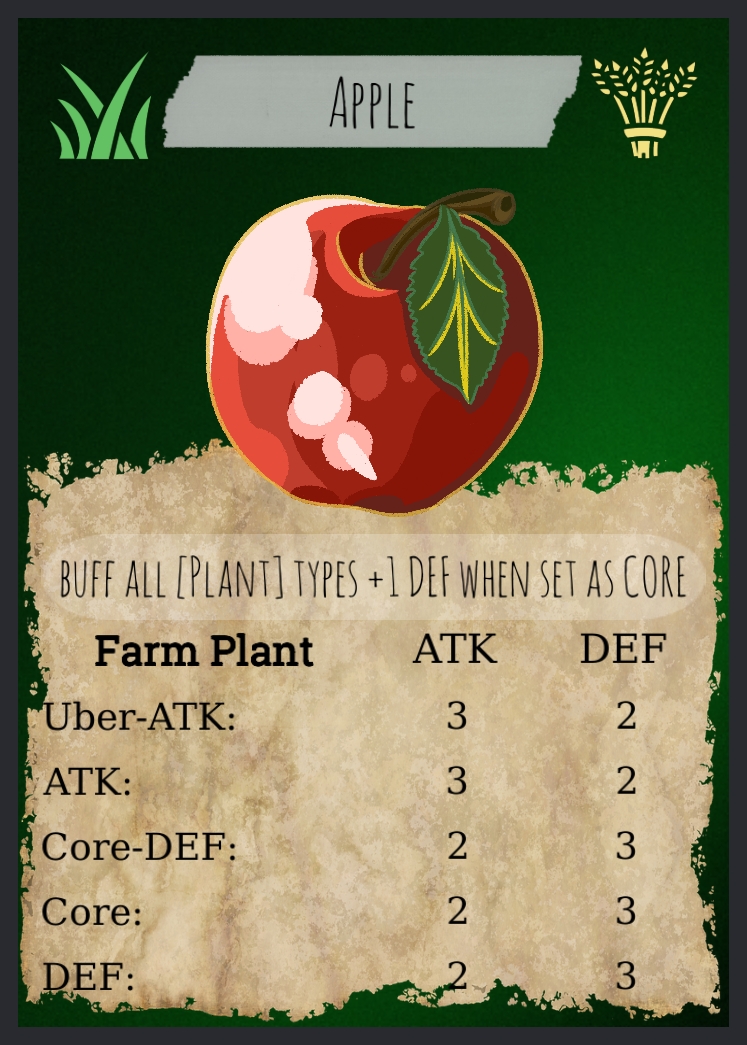 Apple
buff all [Plant] types +1 DEF when set as CORE
Farm Plant ATK DEF
Uber-ATK: 3 2
ATK: 3 2
Core-DEF: 2 3
Core: 2 3
DEF: 2 3